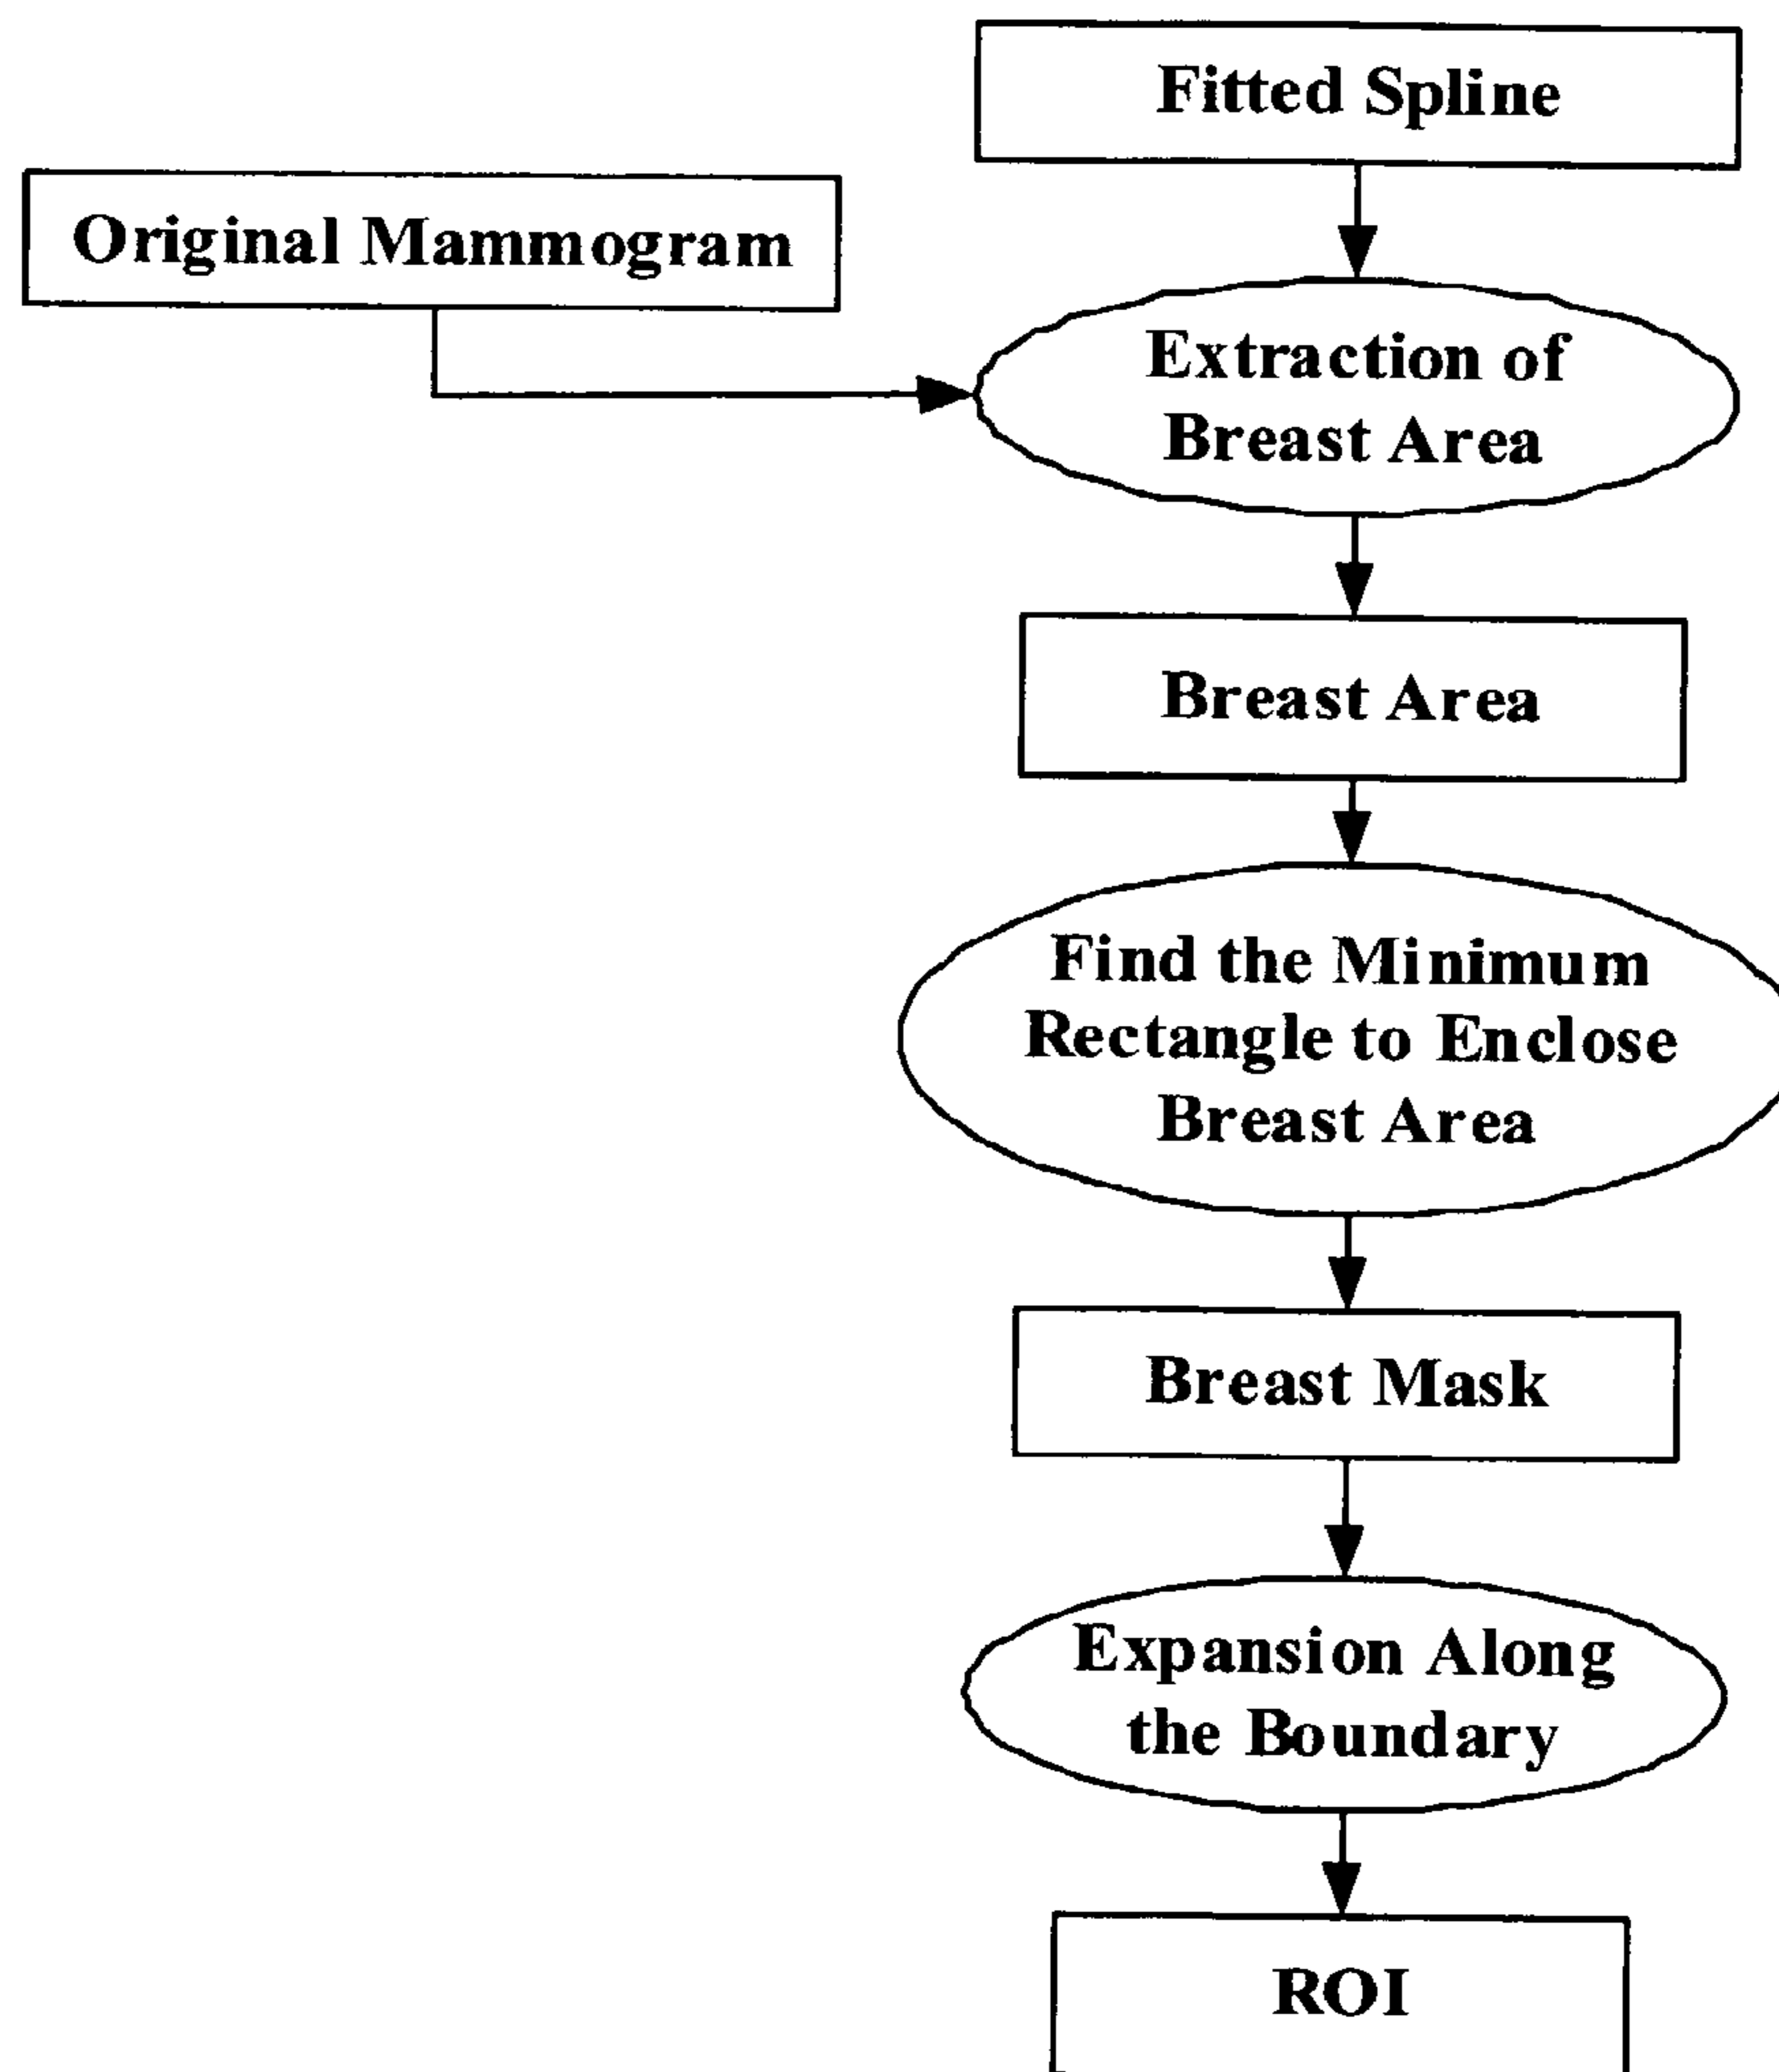 Fitted Spline
Original Mammogram
Extraction of
Breast Area
Breast Area
Find the Minimum
Rectangle to Enclose
Breast Area
Breast Mask
Expansion Along
the Boundary
ROI